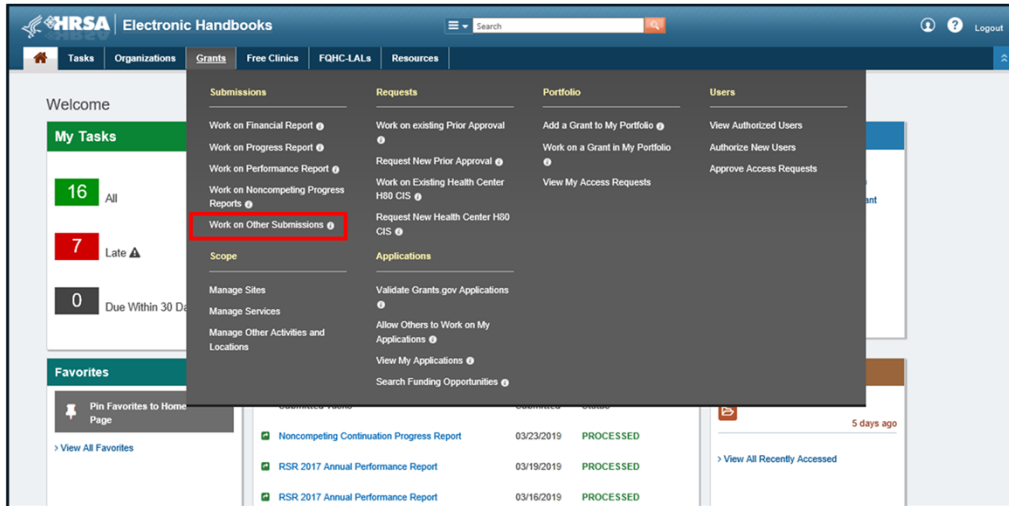 HRSA Electronic Handbooks
Search
Logout
Tasks Organizations Grants Free Clinics FQHC-LALs Resources
Welcome
My Tasks
16 All
7 Late
0 Due Within 30 Da
Submissions
Work on Financial Report
Work on Progress Report
Work on Performance Report
Work on Noncompeting Progress
Reports
Work on Other Submissions
Requests
Work on existing Prior Approval
Request New Prior Approval
Work on Existing Health Center
H80 CIS
Request New Health Center H80
CIS
Portfolio
Add a Grant to My Portfolio
Work on a Grant in My Portfolio
View My Access Requests
Users
View Authorized Users
Authorize New Users
Approve Access Requests
Scope
Manage Sites
Manage Services
Manage Other Activities and
Locations
Applications
Validate Grants.gov Applications
Allow Others to Work on My
Applications
View My Applications
Search Funding Opportunities
ant
Favorites
Pin Favorites to Home
Page
> View All Favorites
Noncompeting Continuation Progress Report 03/23/2019 PROCESSED
RSR 2017 Annual Performance Report 03/19/2019 PROCESSED
RSR 2017 Annual Performance Report 03/16/2019 PROCESSED
5 days ago
> View All Recently Accessed